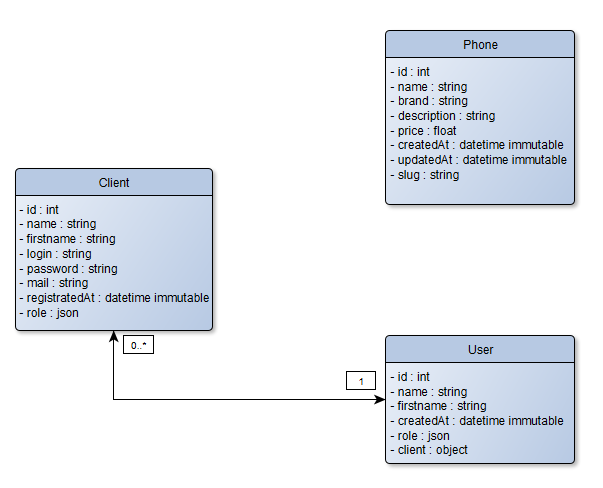 Phone
- id : int
- name : string
- brand : string
- description : string
- price : float
- createdAt : datetime immutable
- updatedAt : datetime immutable
- slug : string
Client
- id : int
- name : string
- firstname : string
- login : string
- password : string
- mail : string
- registratedAt : datetime immutable
- role : json
0..*
1
User
- id : int
- name : string
- firstname : string
- createdAt : datetime immutable
- role : json
- client : object